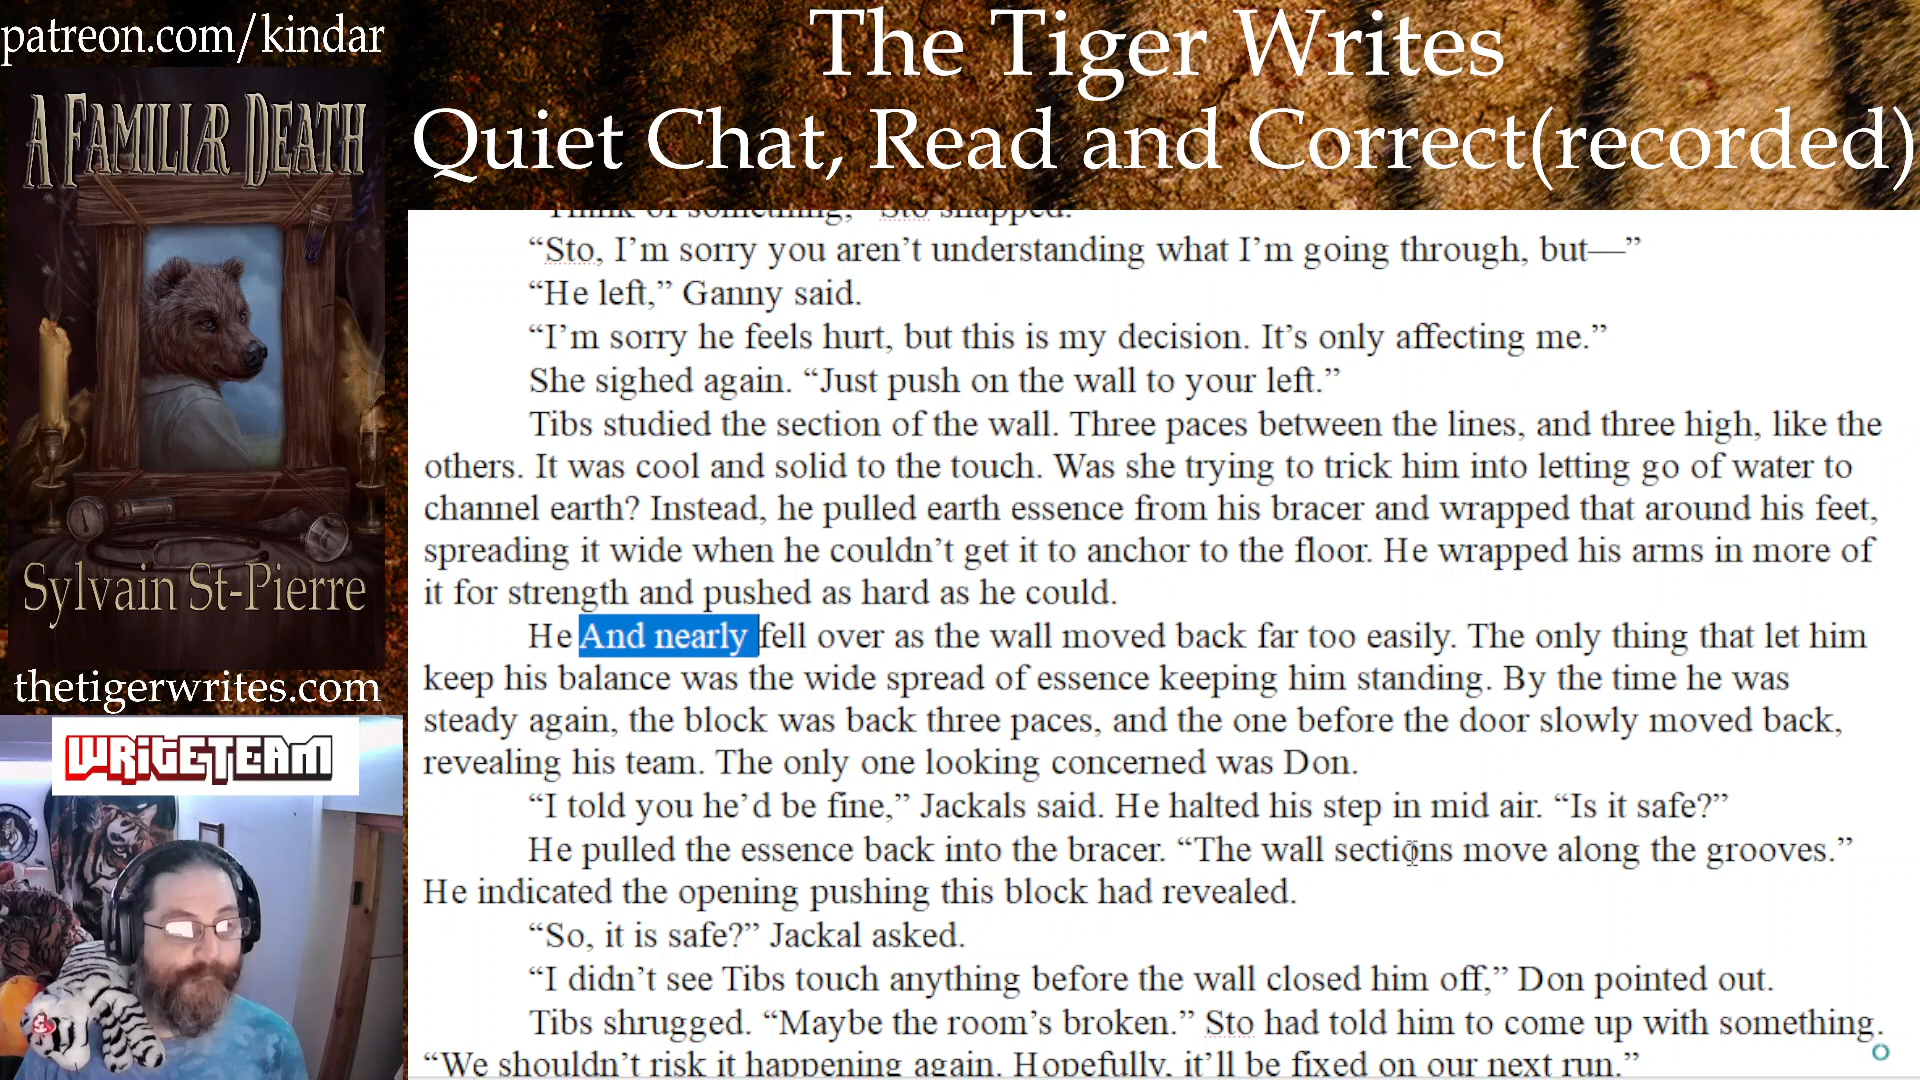 patreon.com/kindar
A FAMILIAR DEATH
Sylvain St-Pierre
thetigerwrites.com
WRITETEAM
The Tiger Writes
Quiet Chat, Read and Correct(recorded)
“Think of something,” Sto snapped.
“Sto, I’m sorry you aren’t understanding what I’m going through, but—”
“He left,” Ganny said.
“I’m sorry he feels hurt, but this is my decision. It’s only affecting me.”
She sighed again. “Just push on the wall to your left.”
Tibs studied the section of the wall. Three paces between the lines, and three high, like the
others. It was cool and solid to the touch. Was she trying to trick him into letting go of water to
channel earth? Instead, he pulled earth essence from his bracer and wrapped that around his feet,
spreading it wide when he couldn’t get it to anchor to the floor. He wrapped his arms in more of
it for strength and pushed as hard as he could.
He And nearly fell over as the wall moved back far too easily. The only thing that let him
keep his balance was the wide spread of essence keeping him standing. By the time he was
steady again, the block was back three paces, and the one before the door slowly moved back,
revealing his team. The only one looking concerned was Don.
“I told you he’d be fine,” Jackals said. He halted his step in mid air. “Is it safe?”
He pulled the essence back into the bracer. “The wall sections move along the grooves.”
He indicated the opening pushing this block had revealed.
“So, it is safe?” Jackal asked.
“I didn’t see Tibs touch anything before the wall closed him off,” Don pointed out.
Tibs shrugged. “Maybe the room’s broken.” Sto had told him to come up with something.
“We shouldn’t risk it happening again. Hopefully, it’ll be fixed on our next run.”